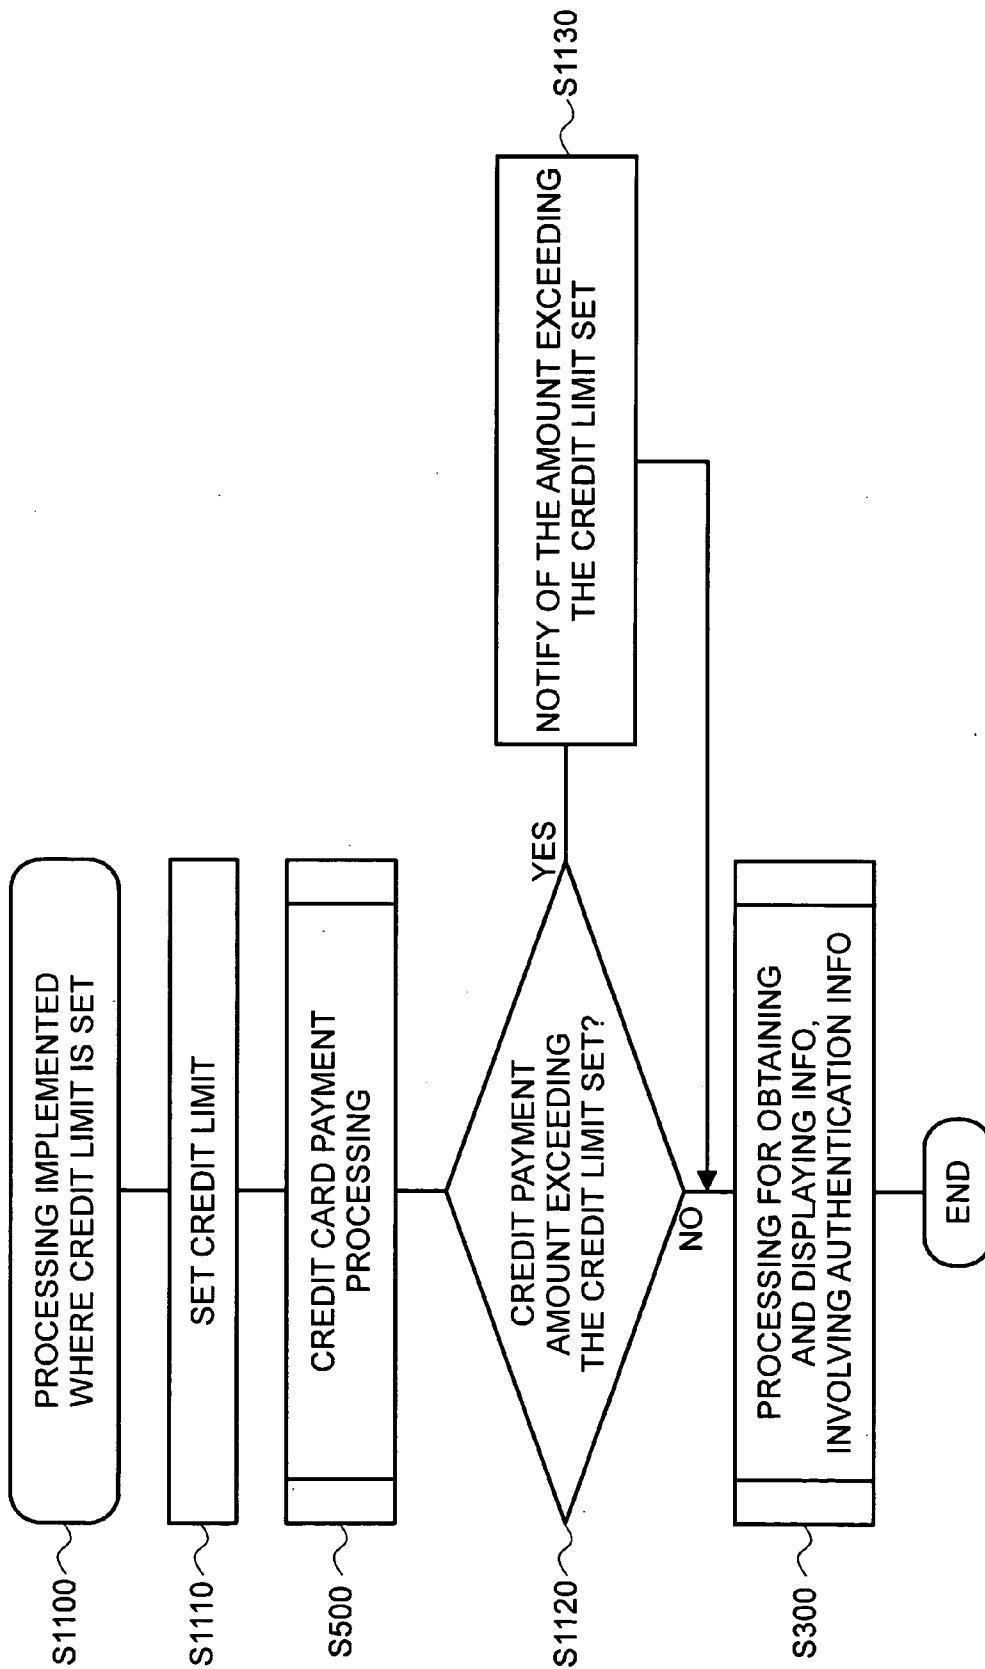 S1100
PROCESSING IMPLEMENTED
WHERE CREDIT LIMIT IS SET
S1110
SET CREDIT LIMIT
S500
CREDIT CARD PAYMENT
PROCESSING
S1120
CREDIT PAYMENT
AMOUNT EXCEEDING
THE CREDIT LIMIT SET?
YES
NOTIFY OF THE AMOUNT EXCEEDING
THE CREDIT LIMIT SET
S1130
NO
S300
PROCESSING FOR OBTAINING
AND DISPLAYING INFO,
INVOLVING AUTHENTICATION INFO
END